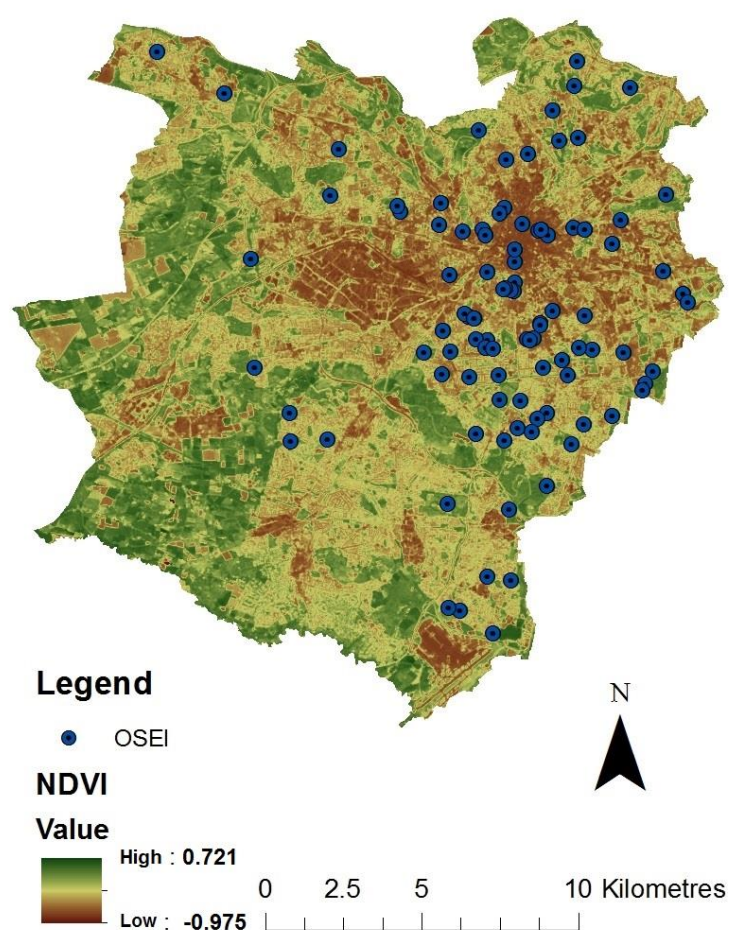 Legend
N
OSEI
NDVI
Value
High : 0.721
Low : -0.975
0 2.5 5 10 Kilometres